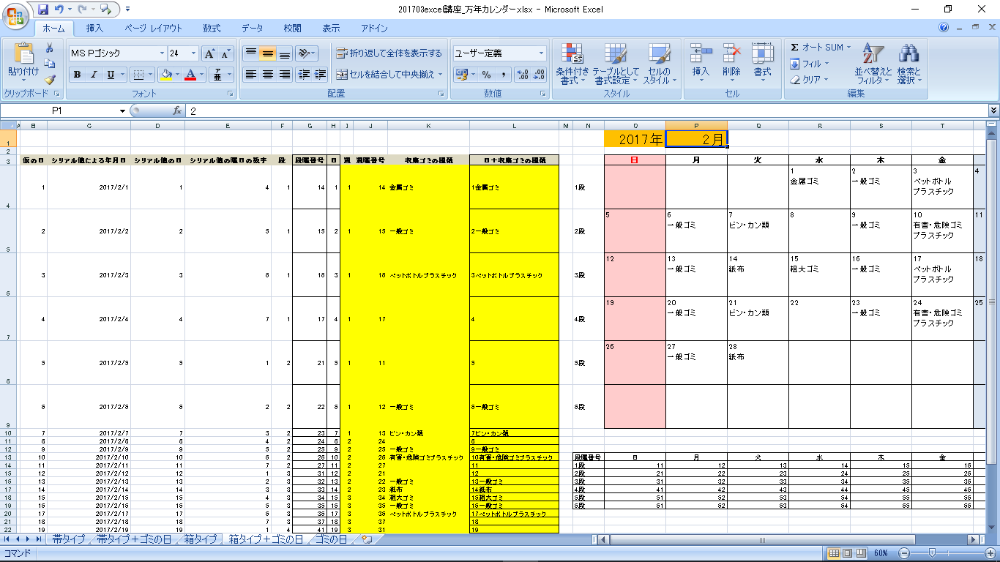 201703excel講座_万年カレンダー.xlsx - Microsoft Excel
ホーム 挿入 ページ レイアウト 数式 データ 校閲 表示 アドイン
MS Pゴシック 24 折り返して全体を表示する ユーザー定義 Σ オート SUM
貼り付け B I U セルを結合して中央揃え % 条件付き書式 テーブルとして書式設定 セルのスタイル 挿入 削除 書式 フィル クリア 並べ替えとフィルタ 検索と選択
クリップボード フォント 配置 数値 スタイル セル 編集
P1 fx 2
A B C D E F G H I J K L M N O P Q R S T
1 2017年 2月
2
3 仮の日 シリアル値による年月日 シリアル値の日 シリアル値の曜日の数字 段 段曜番号 日 週 週曜番号 収集ゴミの種類 日+収集ゴミの種類 日 月 火 水 木 金
4 1 2017/2/1 1 4 1 14 1 1 14 金属ゴミ 1金属ゴミ 1段 1 金属ゴミ 2 一般ゴミ 3 ペットボトル プラスチック 4
5 2 2017/2/2 2 5 1 15 2 1 15 一般ゴミ 2一般ゴミ 2段 5 6 一般ゴミ 7 ビン・カン類 8 9 一般ゴミ 10 有害・危険ゴミ プラスチック 11
6 3 2017/2/3 3 6 1 16 3 1 16 ペットボトルプラスチック 3ペットボトルプラスチック 3段 12 13 一般ゴミ 14 紙布 15 粗大ゴミ 16 一般ゴミ 17 ペットボトル プラスチック 18
7 4 2017/2/4 4 7 1 17 4 1 17 4 4段 19 20 一般ゴミ 21 ビン・カン類 22 23 一般ゴミ 24 有害・危険ゴミ プラスチック 25
8 5 2017/2/5 5 1 2 21 5 1 11 5 5段 26 27 一般ゴミ 28 紙布
9 6 2017/2/6 6 2 2 22 6 1 12 一般ゴミ 6一般ゴミ 6段
10 7 2017/2/7 7 3 2 23 7 1 13 ビン・カン類 7ビン・カン類
11 8 2017/2/8 8 4 2 24 8 2 24 8
12 9 2017/2/9 9 5 2 25 9 2 25 一般ゴミ 9一般ゴミ
13 10 2017/2/10 10 6 2 26 10 2 26 有害・危険ゴミプラスチック 10有害・危険ゴミプラスチック 段曜番号 日 月 火 水 木 金
14 11 2017/2/11 11 7 2 27 11 2 27 11 1段 11 12 13 14 15 16
15 12 2017/2/12 12 1 3 31 12 2 21 12 2段 21 22 23 24 25 26
16 13 2017/2/13 13 2 3 32 13 2 22 一般ゴミ 13一般ゴミ 3段 31 32 33 34 35 36
17 14 2017/2/14 14 3 3 33 14 2 23 紙布 14紙布 4段 41 42 43 44 45 46
18 15 2017/2/15 15 4 3 34 15 3 34 粗大ゴミ 15粗大ゴミ 5段 51 52 53 54 55 56
19 16 2017/2/16 16 5 3 35 16 3 35 一般ゴミ 16一般ゴミ 6段 61 62 63 64 65 66
20 17 2017/2/17 17 6 3 36 17 3 36 ペットボトルプラスチック 17ペットボトルプラスチック
21 18 2017/2/18 18 7 3 37 18 3 37 18
22 19 2017/2/19 19 1 4 41 19 3 31 19
帯タイプ 帯タイプ+ゴミの日 箱タイプ 箱タイプ+ゴミの日 ゴミの日
コマンド 60%